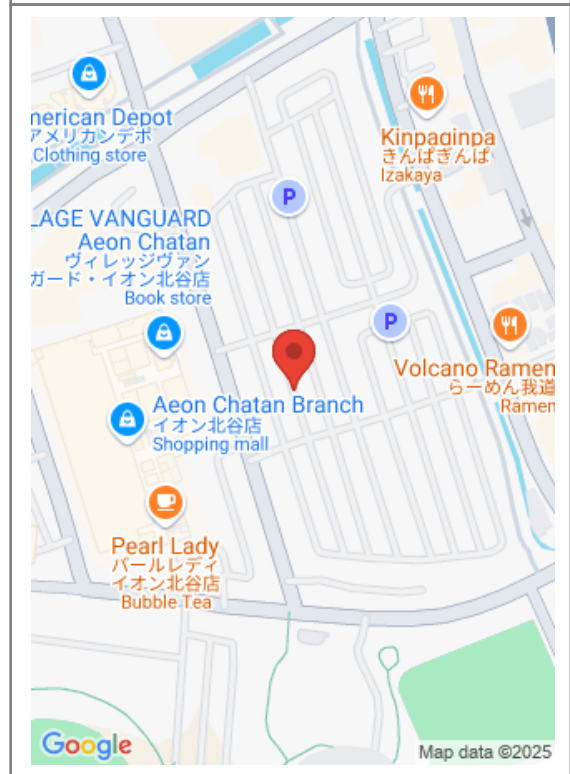 merican Depot
アメリカンデポ
Clothing store
Kinpaginpa
きんぱぎんぱ
Izakaya
P
LAGE VANGUARD
Aeon Chatan
ヴィレッジヴァン
ガード・イオン北谷店
Book store
P
Volcano Ramen
らーめん我道
Ramen
Aeon Chatan Branch
イオン北谷店
Shopping mall
Pearl Lady
パールレディ
イオン北谷店
Bubble Tea
Google
Map data ©2025